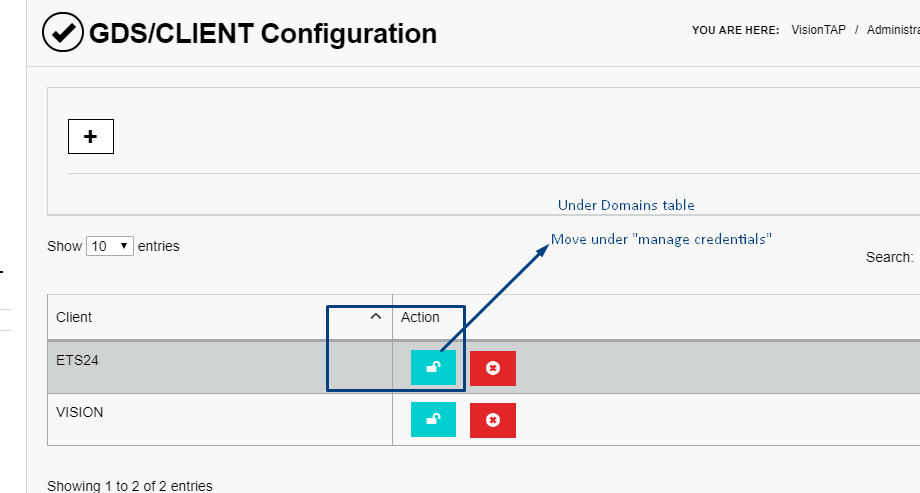 GDS/CLIENT Configuration
YOU ARE HERE: VisionTAP / Administra
+
Under Domains table
Move under "manage credentials"
Show 10 entries
Search:
Client Action
ETS24
VISION
Showing 1 to 2 of 2 entries